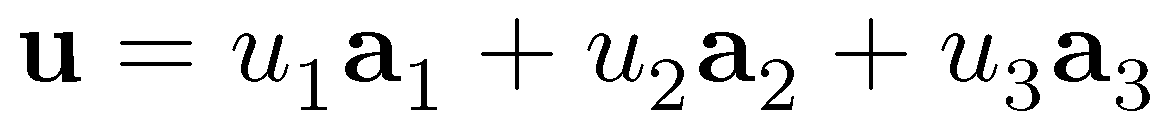 𝐮 = u₁𝐚₁ + u₂𝐚₂ + u₃𝐚₃